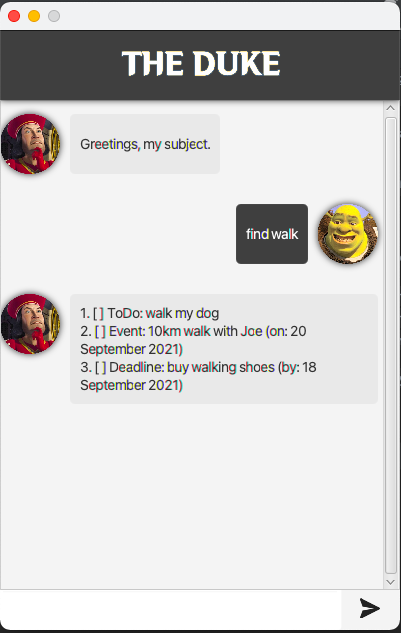 THE DUKE
Greetings, my subject.
find walk
1. [ ] ToDo: walk my dog
2. [ ] Event: 10km walk with Joe (on: 20
September 2021)
3. [ ] Deadline: buy walking shoes (by: 18
September 2021)